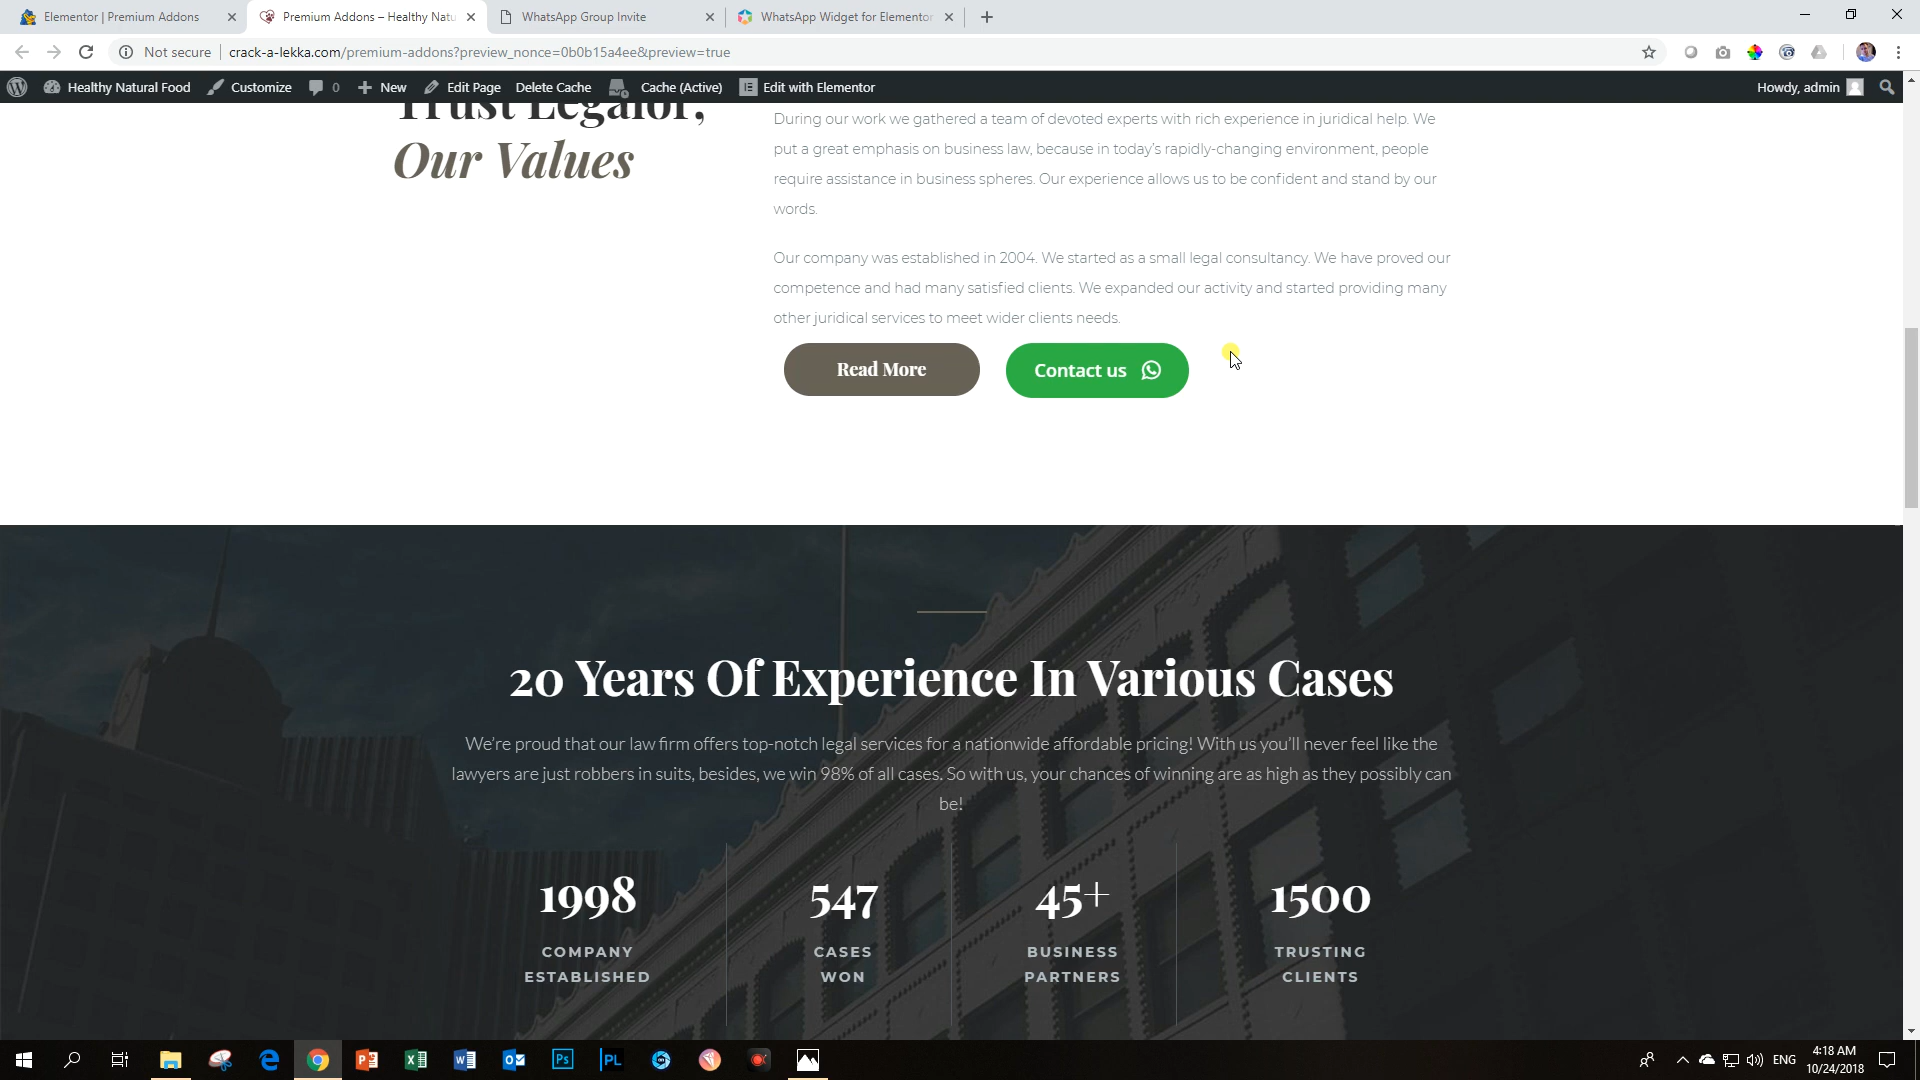 Elementor | Premium Addons
Premium Addons – Healthy Natu
WhatsApp Group Invite
WhatsApp Widget for Elementor
Not secure
crack-a-lekka.com/premium-addons?preview_nonce=0b0b15a4ee&preview=true
Healthy Natural Food
Customize
0
New
Edit Page
Delete Cache
Cache (Active)
Edit with Elementor
Howdy, admin
Trust Legalor,
Our Values
During our work we gathered a team of devoted experts with rich experience in juridical help. We
put a great emphasis on business law, because in today's rapidly-changing environment, people
require assistance in business spheres. Our experience allows us to be confident and stand by our
words.
Our company was established in 2004. We started as a small legal consultancy. We have proved our
competence and had many satisfied clients. We expanded our activity and started providing many
other juridical services to meet wider clients needs.
Read More
Contact us
20 Years Of Experience In Various Cases
We're proud that our law firm offers top-notch legal services for a nationwide affordable pricing! With us you'll never feel like the
lawyers are just robbers in suits, besides, we win 98% of all cases. So with us, your chances of winning are as high as they possibly can
be!
1998
COMPANY
ESTABLISHED
547
CASES
WON
45+
BUSINESS
PARTNERS
1500
TRUSTING
CLIENTS
Ps
PL
ENG
4:18 AM
10/24/2018